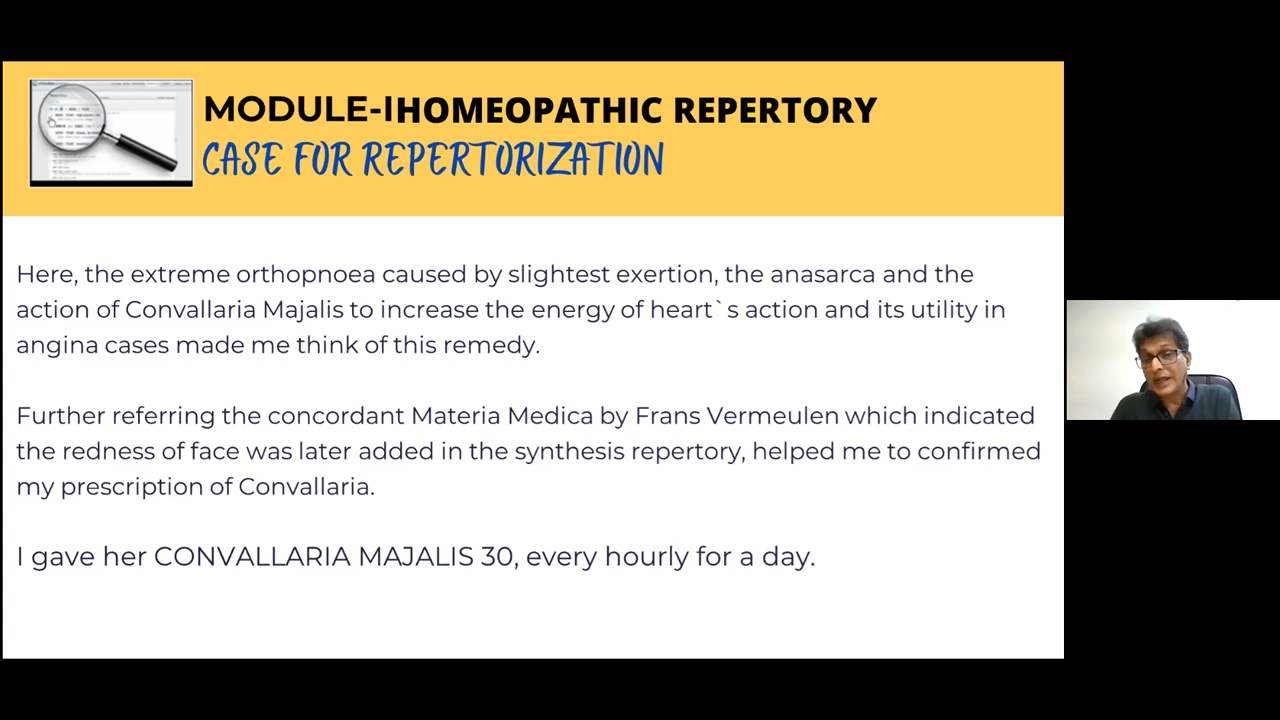 MODULE-IHOMEOPATHIC REPERTORY
CASE FOR REPERTORIZATION
Here, the extreme orthopnoea caused by slightest exertion, the anasarca and the
action of Convallaria Majalis to increase the energy of heart`s action and its utility in
angina cases made me think of this remedy.
Further referring the concordant Materia Medica by Frans Vermeulen which indicated
the redness of face was later added in the synthesis repertory, helped me to confirmed
my prescription of Convallaria.
I gave her CONVALLARIA MAJALIS 30, every hourly for a day.